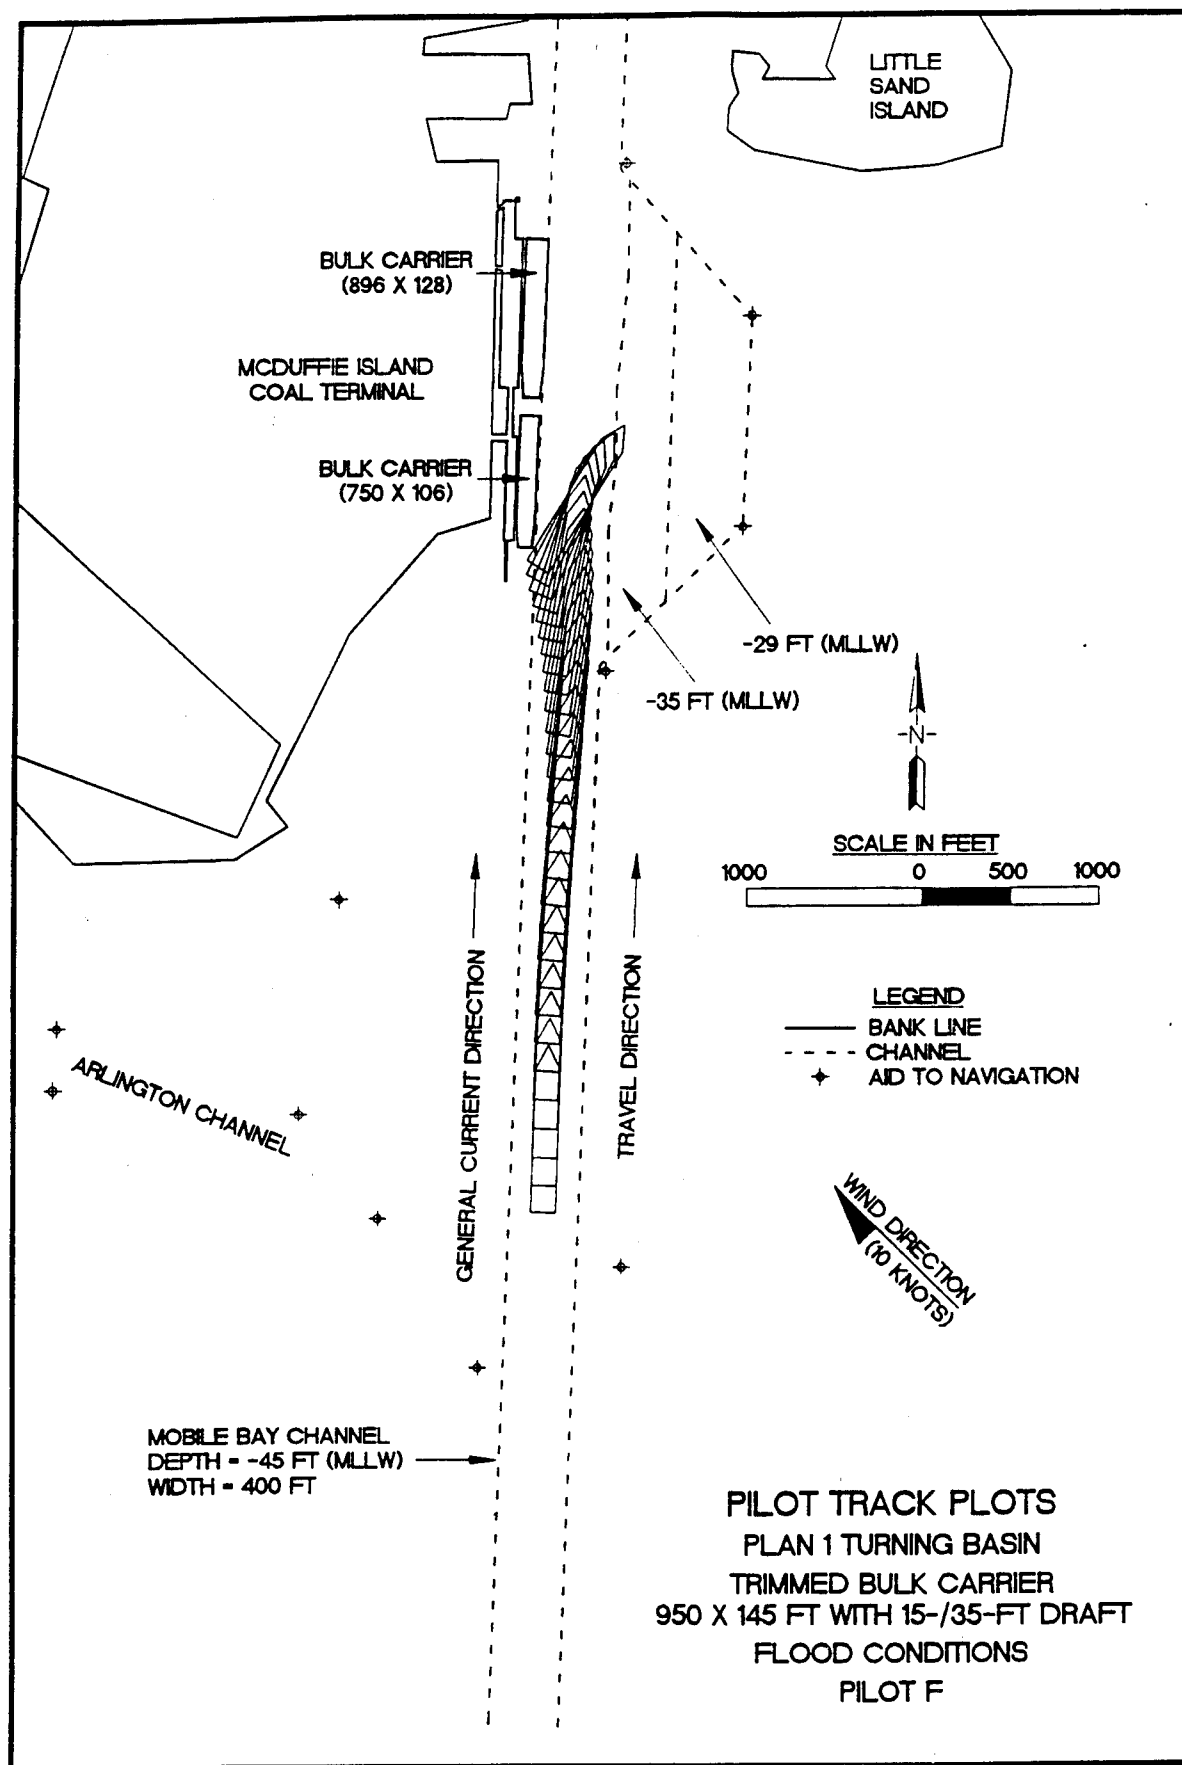 LITTLE
SAND
ISLAND
BULK CARRIER
(896 X 128)
MCDUFFIE ISLAND
COAL TERMINAL
BULK CARRIER
(750 X 106)
-29 FT (MLLW)
-35 FT (MLLW)
-N-
SCALE IN FEET
1000 0 500 1000
GENERAL CURRENT DIRECTION
TRAVEL DIRECTION
LEGEND
BANK LINE
CHANNEL
AID TO NAVIGATION
ARLINGTON CHANNEL
WIND DIRECTION
(10 KNOTS)
MOBILE BAY CHANNEL
DEPTH = -45 FT (MLLW)
WIDTH = 400 FT
PILOT TRACK PLOTS
PLAN 1 TURNING BASIN
TRIMMED BULK CARRIER
950 X 145 FT WITH 15-/35-FT DRAFT
FLOOD CONDITIONS
PILOT F